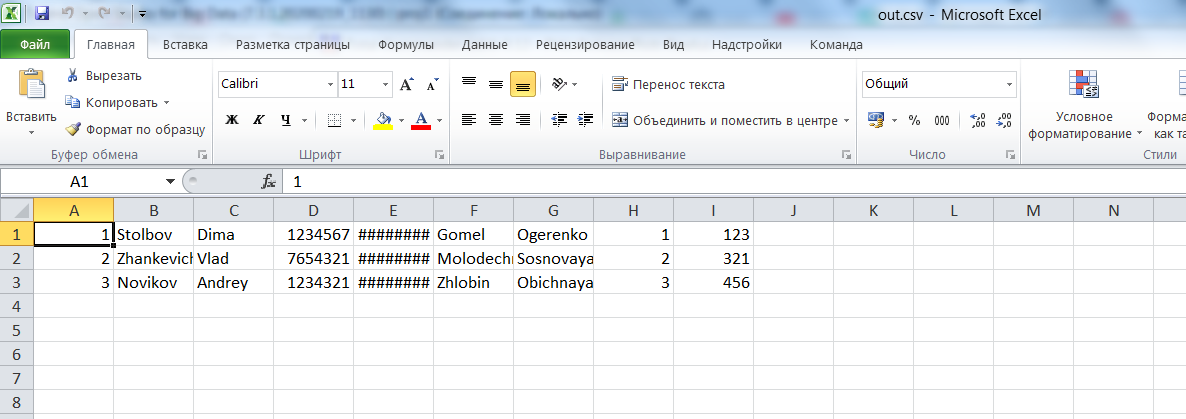 out.csv - Microsoft Excel
Файл Главная Вставка Разметка страницы Формулы Данные Рецензирование Вид Надстройки Команда
Вставить
Вырезать
Копировать
Формат по образцу
Буфер обмена
Calibri 11
Ж К Ч
Шрифт
Перенос текста
Объединить и поместить в центре
Выравнивание
Общий
% 000
Число
Условное
форматирование
Стили
A1 fx 1
A B C D E F G H I J K L M N
1 1 Stolbov Dima 1234567 ######## Gomel Ogerenko 1 123
2 2 Zhankevich Vlad 7654321 ######## Molodech Sosnovaya 2 321
3 3 Novikov Andrey 1234321 ######## Zhlobin Obichnaya 3 456
4
5
6
7
8